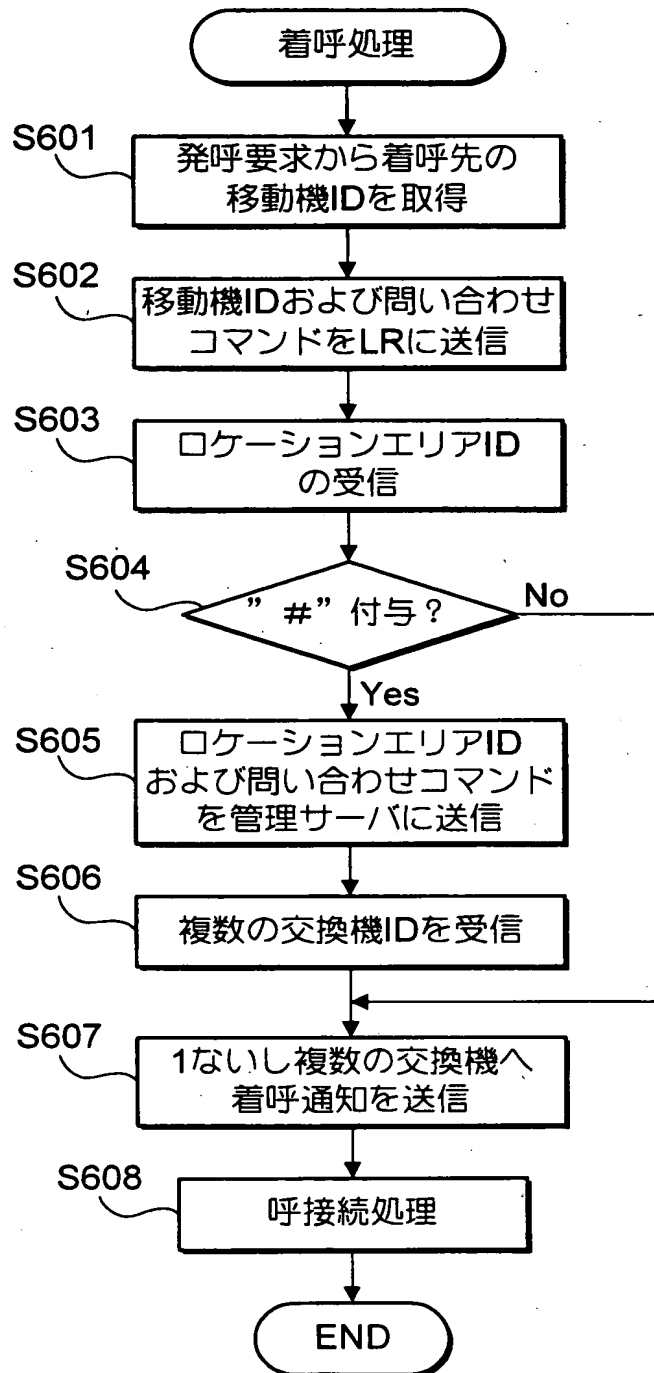 着呼処理
S601
発呼要求から着呼先の
移動機IDを取得
S602
移動機IDおよび問い合わせ
コマンドをLRに送信
S603
ロケーションエリアID
の受信
S604
”#”付与？
No
Yes
S605
ロケーションエリアID
および問い合わせコマンド
を管理サーバに送信
S606
複数の交換機IDを受信
S607
1ないし複数の交換機へ
着呼通知を送信
S608
呼接続処理
END